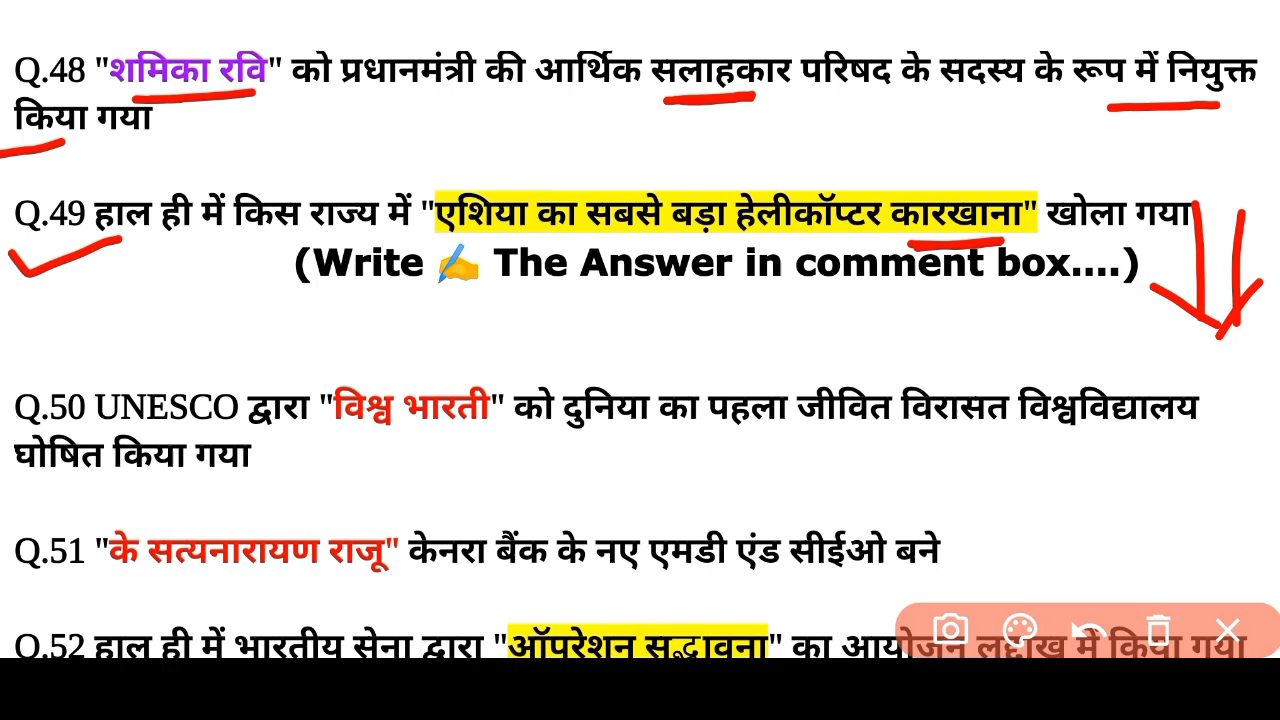 Q.48 "शमिका रवि" को प्रधानमंत्री की आर्थिक सलाहकार परिषद के सदस्य के रूप में नियुक्त
किया गया
Q.49 हाल ही में किस राज्य में "एशिया का सबसे बड़ा हेलीकॉप्टर कारखाना" खोला गया
(Write ✍️ The Answer in comment box....)
Q.50 UNESCO द्वारा "विश्व भारती" को दुनिया का पहला जीवित विरासत विश्वविद्यालय
घोषित किया गया
Q.51 "के सत्यनारायण राजू" केनरा बैंक के नए एमडी एंड सीईओ बने
Q.52 हाल ही में भारतीय सेना द्वारा "ऑपरेशन सद्भावना" का आयोजन लद्दाख में किया गया